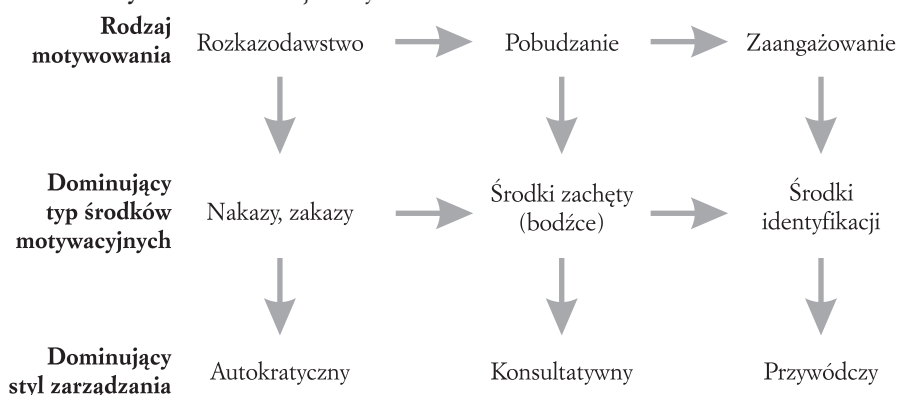 Rodzaj
motywowania
Rozkazodawstwo
Pobudzanie
Zaangażowanie
Dominujący
typ środków
motywacyjnych
Nakazy, zakazy
Środki zachęty
(bodźce)
Środki
identyfikacji
Dominujący
styl zarządzania
Autokratyczny
Konsultatywny
Przywódczy